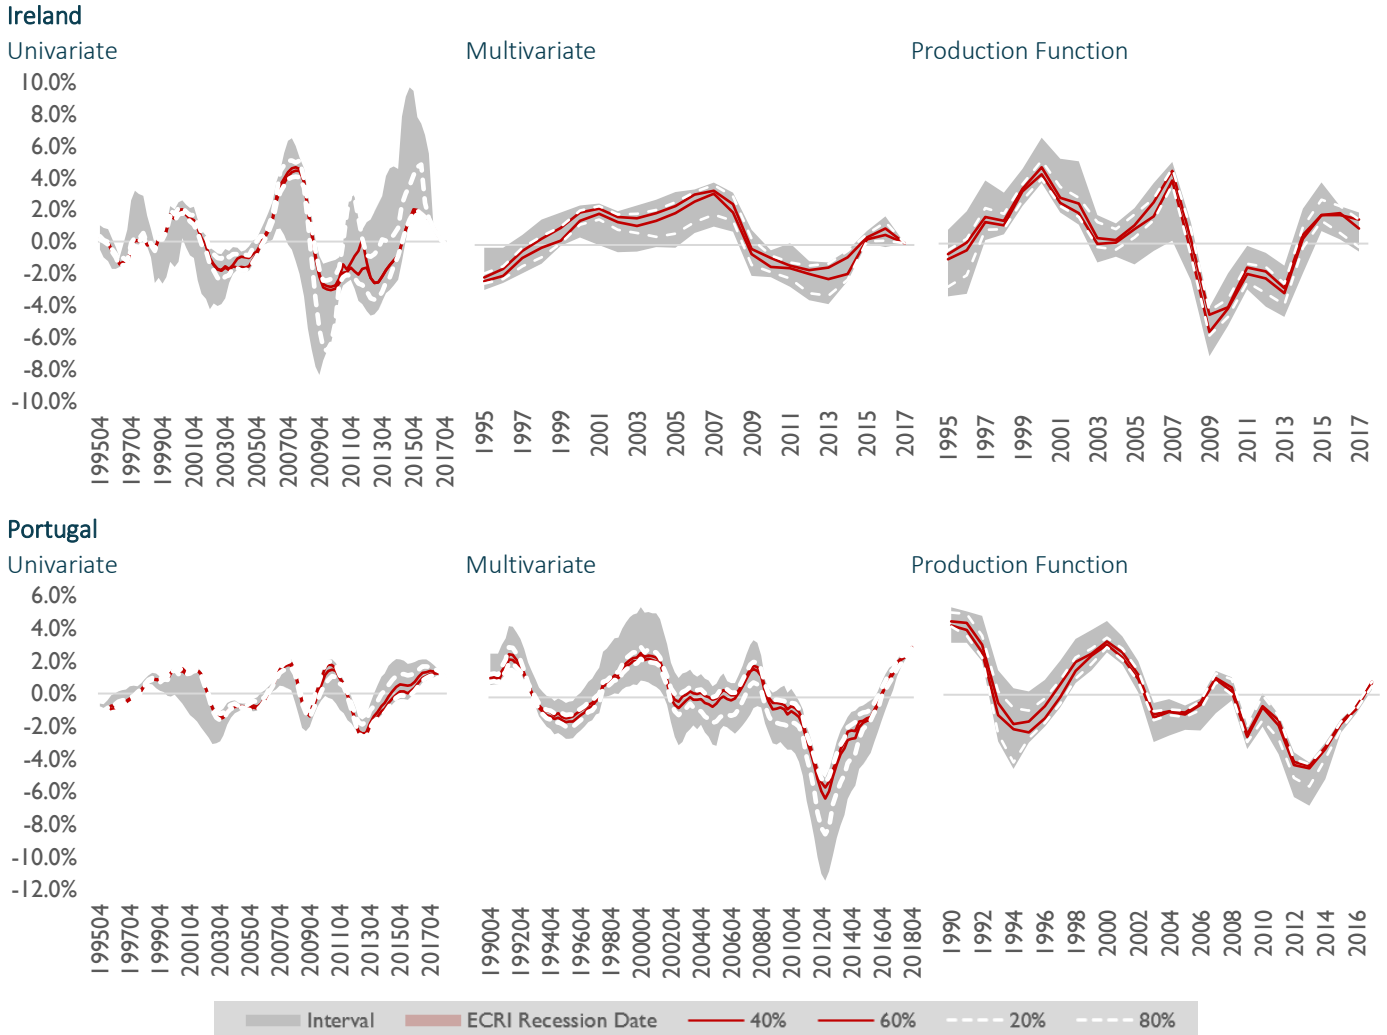 Ireland
Univariate Multivariate Production Function
10.0%
8.0%
6.0%
4.0%
2.0%
0.0%
-2.0%
-4.0%
-6.0%
-8.0%
-10.0%
199504 199704 199904 200104 200304 200504 200704 200904 201104 201304 201504 201704
1995 1997 1999 2001 2003 2005 2007 2009 2011 2013 2015 2017
1995 1997 1999 2001 2003 2005 2007 2009 2011 2013 2015 2017
Portugal
Univariate Multivariate Production Function
6.0%
4.0%
2.0%
0.0%
-2.0%
-4.0%
-6.0%
-8.0%
-10.0%
-12.0%
199504 199704 199904 200104 200304 200504 200704 200904 201104 201304 201504 201704
199004 199204 199404 199604 199804 200004 200204 200404 200604 200804 201004 201204 201404 201604 201804
1990 1992 1994 1996 1998 2000 2002 2004 2006 2008 2010 2012 2014 2016
Interval ECRI Recession Date 40% 60% 20% 80%